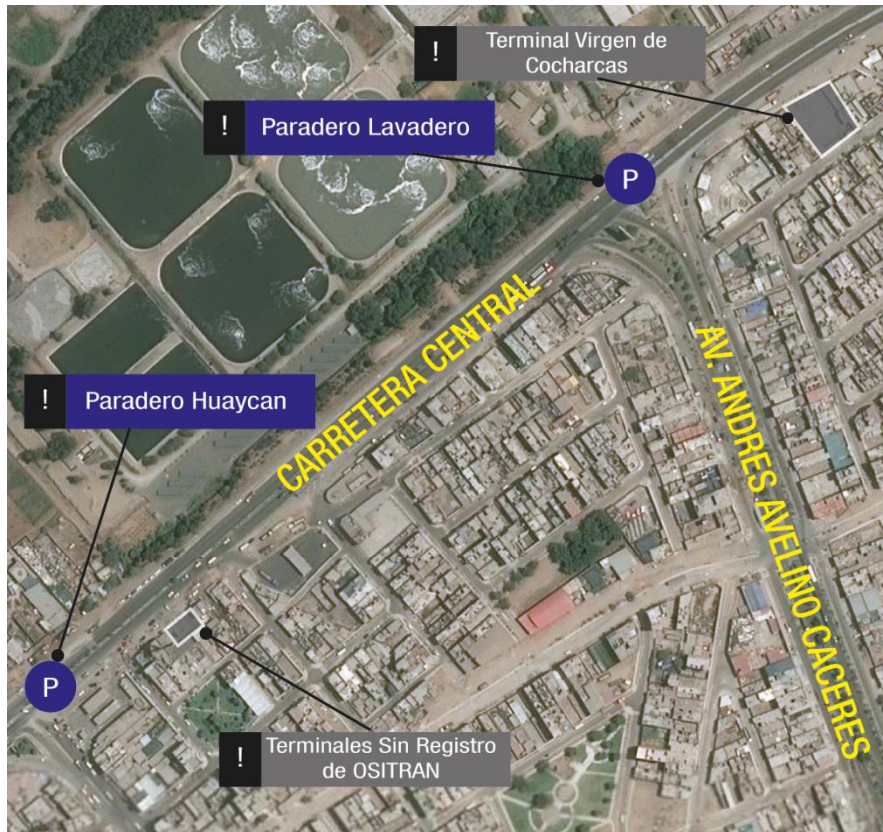 ! Terminal Virgen de
Cocharcas
! Paradero Lavadero
P
CARRETERA CENTRAL
AV. ANDRES AVELINO CACERES
! Paradero Huaycan
P
! Terminales Sin Registro
de OSITRAN